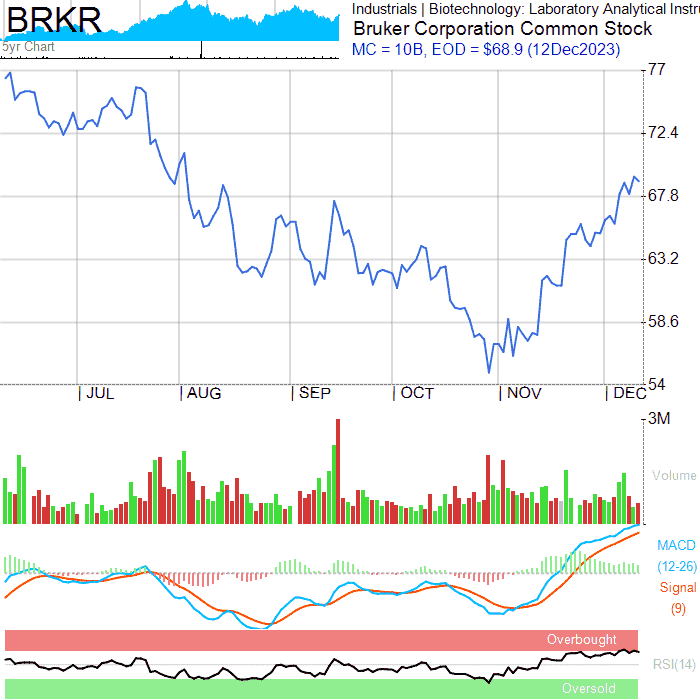 BRKR
5yr Chart
Industrials | Biotechnology: Laboratory Analytical Instru
Bruker Corporation Common Stock
MC = 10B, EOD = $68.9 (12Dec2023)
77
72.4
67.8
63.2
58.6
54
| JUL | AUG | SEP | OCT | NOV | DEC
3M
Volume
MACD
(12-26)
Signal
(9)
Overbought
RSI(14)
Oversold